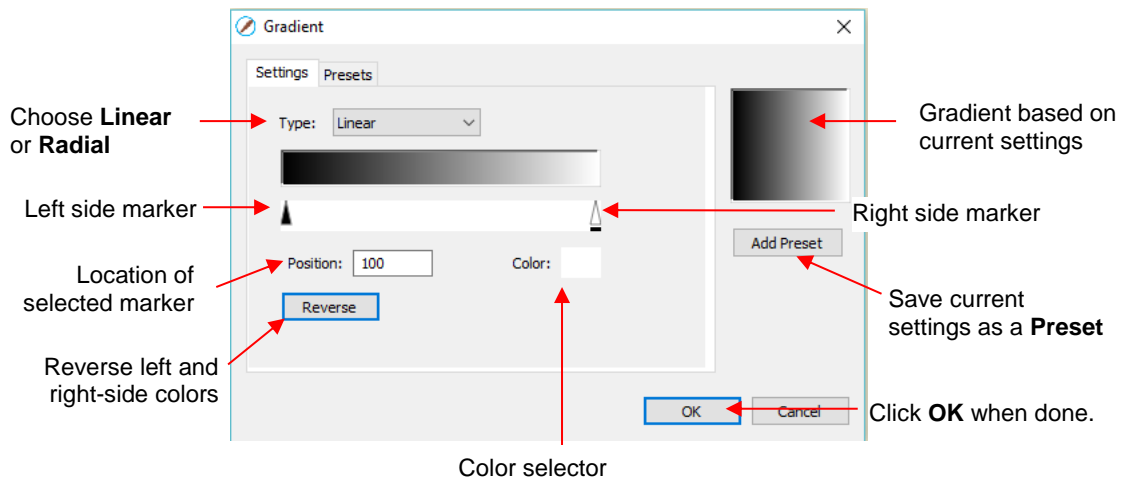 Gradient
Settings Presets
Choose Linear
or Radial
Type: Linear
Gradient based on
current settings
Left side marker
Right side marker
Add Preset
Location of
selected marker
Position: 100
Color:
Reverse
Save current
settings as a Preset
Reverse left and
right-side colors
OK
Cancel
Click OK when done.
Color selector